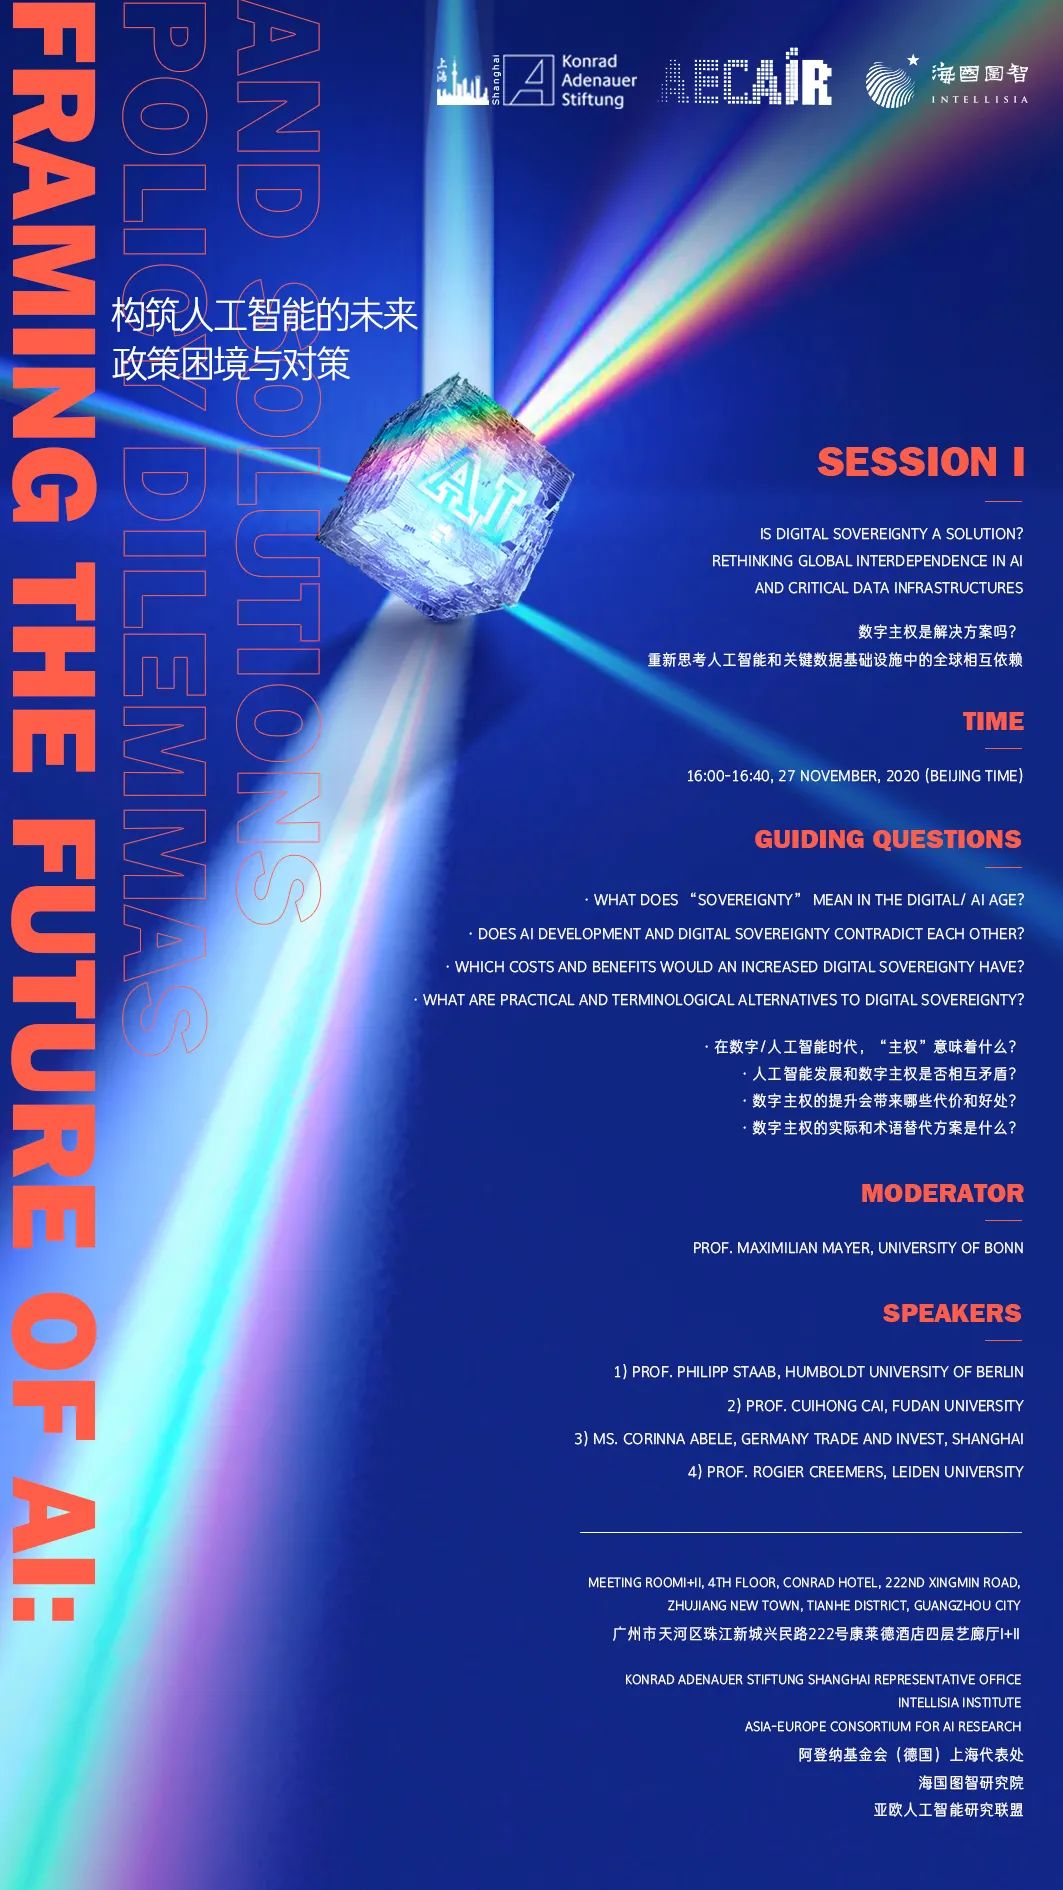 上海
Shanghai
Konrad
Adenauer
Stiftung
AECAIR
海國圖智
INTELLISIA
FRAMING THE FUTURE OF AI:
POLICY DILEMMAS
AND SOLUTIONS
构筑人工智能的未来
政策困境与对策
AI
SESSION I
IS DIGITAL SOVEREIGNTY A SOLUTION?
RETHINKING GLOBAL INTERDEPENDENCE IN AI
AND CRITICAL DATA INFRASTRUCTURES
数字主权是解决方案吗?
重新思考人工智能和关键数据基础设施中的全球相互依赖
TIME
16:00-16:40, 27 NOVEMBER, 2020 (BEIJING TIME)
GUIDING QUESTIONS
· WHAT DOES “SOVEREIGNTY” MEAN IN THE DIGITAL/ AI AGE?
· DOES AI DEVELOPMENT AND DIGITAL SOVEREIGNTY CONTRADICT EACH OTHER?
· WHICH COSTS AND BENEFITS WOULD AN INCREASED DIGITAL SOVEREIGNTY HAVE?
· WHAT ARE PRACTICAL AND TERMINOLOGICAL ALTERNATIVES TO DIGITAL SOVEREIGNTY?
· 在数字/人工智能时代，“主权”意味着什么?
· 人工智能发展和数字主权是否相互矛盾?
· 数字主权的提升会带来哪些代价和好处?
· 数字主权的实际和术语替代方案是什么?
MODERATOR
PROF. MAXIMILIAN MAYER, UNIVERSITY OF BONN
SPEAKERS
1) PROF. PHILIPP STAAB, HUMBOLDT UNIVERSITY OF BERLIN
2) PROF. CUIHONG CAI, FUDAN UNIVERSITY
3) MS. CORINNA ABELE, GERMANY TRADE AND INVEST, SHANGHAI
4) PROF. ROGIER CREEMERS, LEIDEN UNIVERSITY
MEETING ROOMI+II, 4TH FLOOR, CONRAD HOTEL, 222ND XINGMIN ROAD,
ZHUJIANG NEW TOWN, TIANHE DISTRICT, GUANGZHOU CITY
广州市天河区珠江新城兴民路222号康莱德酒店四层艺廊厅I+II
KONRAD ADENAUER STIFTUNG SHANGHAI REPRESENTATIVE OFFICE
INTELLISIA INSTITUTE
ASIA-EUROPE CONSORTIUM FOR AI RESEARCH
阿登纳基金会（德国）上海代表处
海国图智研究院
亚欧人工智能研究联盟